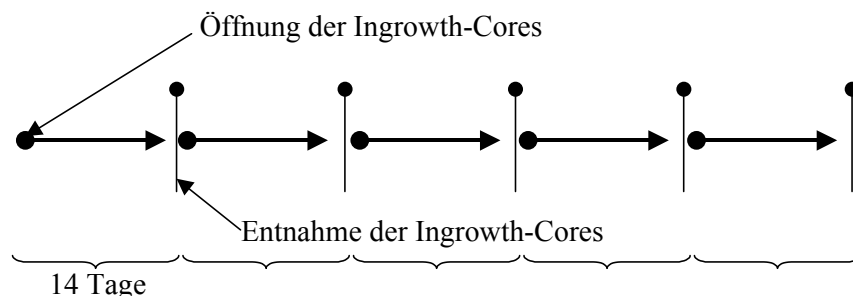 Öffnung der Ingrowth-Cores
Entnahme der Ingrowth-Cores
14 Tage